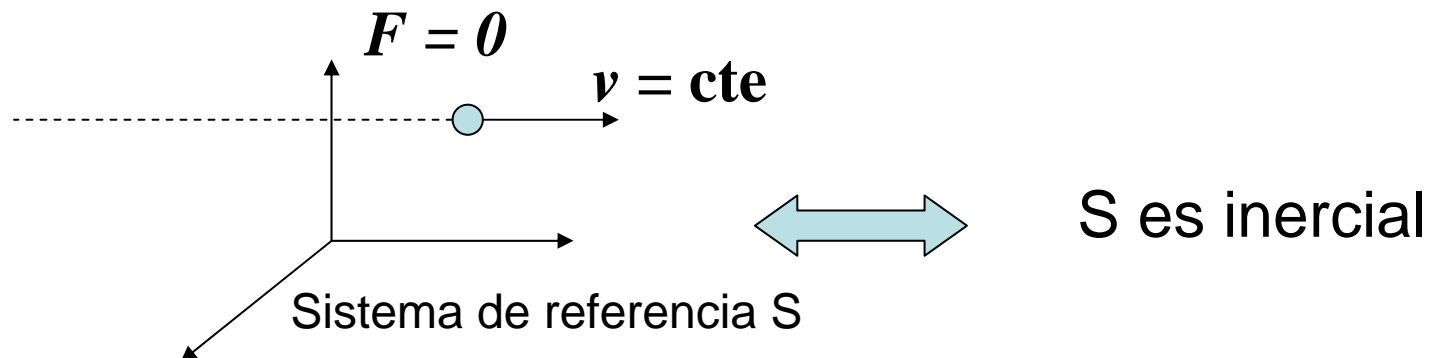 F = 0
v = cte
S es inercial
Sistema de referencia S